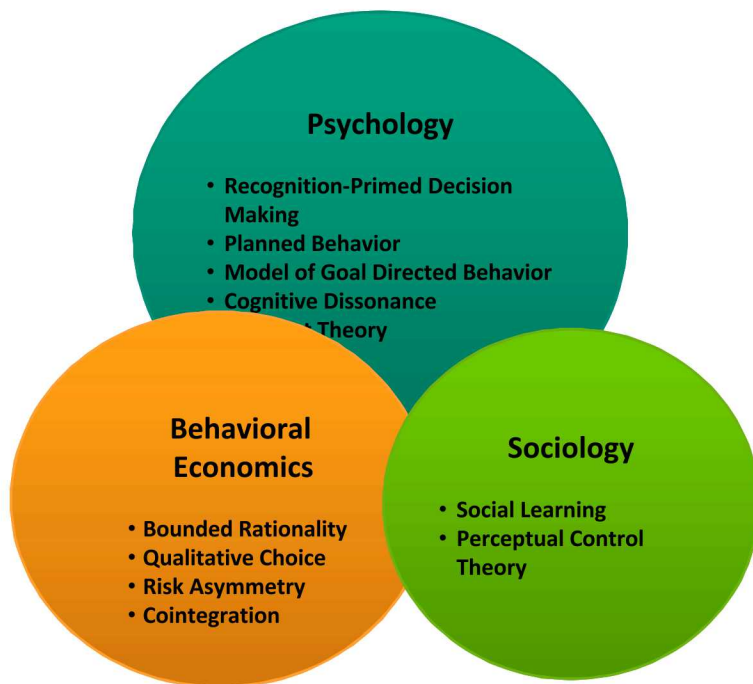 Psychology
• Recognition-Primed Decision
Making
• Planned Behavior
• Model of Goal Directed Behavior
• Cognitive Dissonance
Theory
Behavioral
Economics
• Bounded Rationality
• Qualitative Choice
• Risk Asymmetry
• Cointegration
Sociology
• Social Learning
• Perceptual Control
Theory